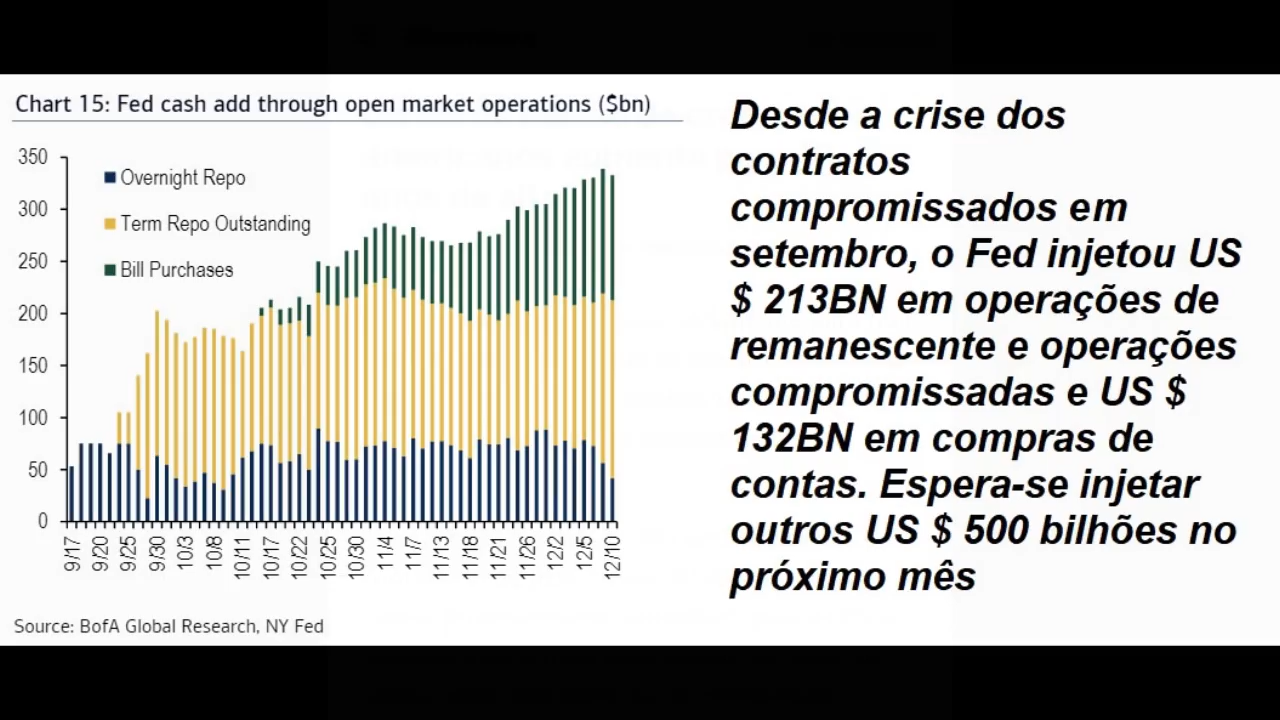 Chart 15: Fed cash add through open market operations ($bn)
350
300
250
200
150
100
50
0
Overnight Repo
Term Repo Outstanding
Bill Purchases
9/17
9/20
9/25
9/30
10/3
10/8
10/11
10/17
10/22
10/25
10/30
11/4
11/7
11/13
11/18
11/21
11/26
12/2
12/5
12/10
Source: BofA Global Research, NY Fed
Desde a crise dos
contratos
compromissados em
setembro, o Fed injetou US
$ 213BN em operações de
remanescente e operações
compromissadas e US $
132BN em compras de
contas. Espera-se injetar
outros US $ 500 bilhões no
próximo mês